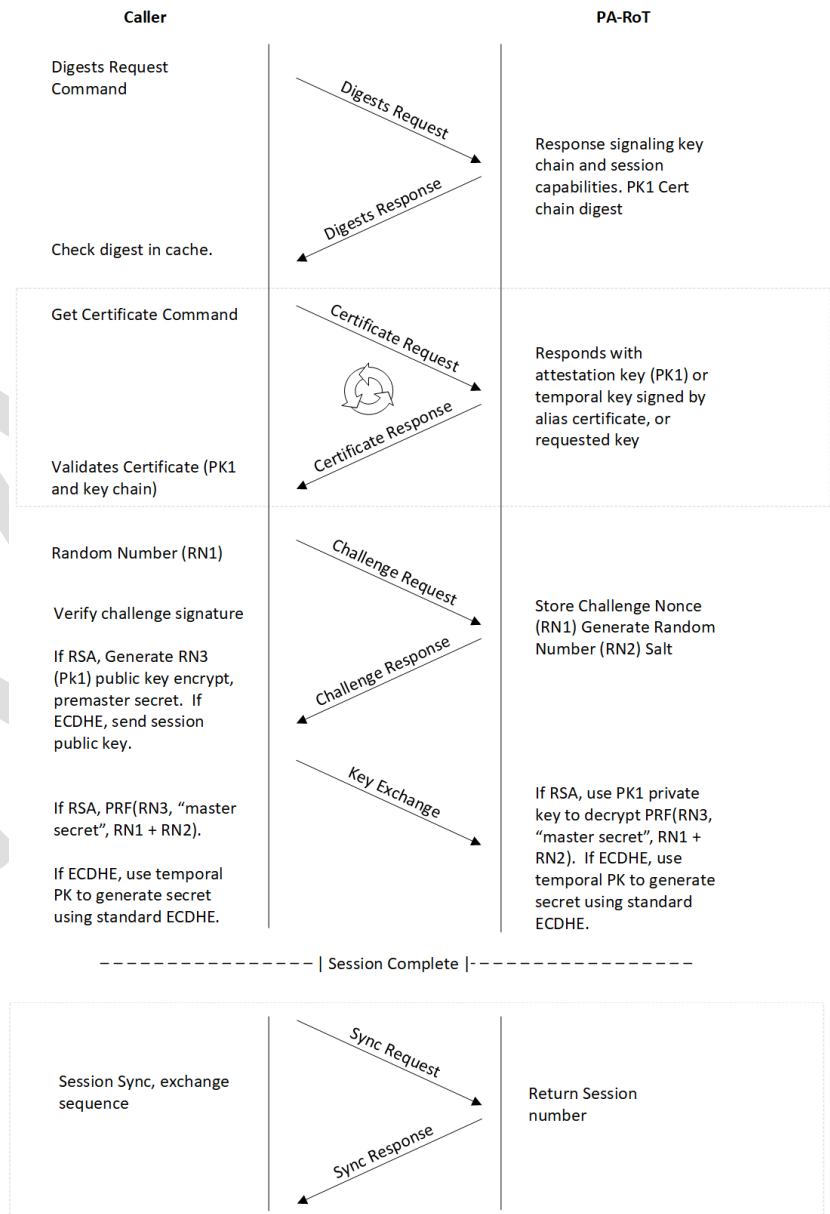 Caller
PA-RoT
Digests Request
Command
Digests Request
Response signaling key
chain and session
capabilities. PK1 Cert
chain digest
Digests Response
Check digest in cache.
Get Certificate Command
Certificate Request
Responds with
attestation key (PK1) or
temporal key signed by
alias certificate, or
requested key
Certificate Response
Validates Certificate (PK1
and key chain)
Random Number (RN1)
Challenge Request
Verify challenge signature
Store Challenge Nonce
(RN1) Generate Random
Number (RN2) Salt
Challenge Response
If RSA, Generate RN3
(Pk1) public key encrypt,
premaster secret.  If
ECDHE, send session
public key.
Key Exchange
If RSA, PRF(RN3, “master
secret”, RN1 + RN2).
If ECDHE, use temporal
PK to generate secret
using standard ECDHE.
If RSA, use PK1 private
key to decrypt PRF(RN3,
“master secret”, RN1 +
RN2).  If ECDHE, use
temporal PK to generate
secret using standard
ECDHE.
| Session Complete |
Sync Request
Session Sync, exchange
sequence
Return Session
number
Sync Response